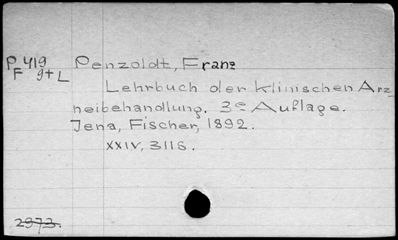 P 419 Penzoldt, Franz
F 9+L
Lehrbuch der klinischen Arz=
neibehandlung. 3e Auflage.
Jena, Fischer, 1892.
XXIV, 311 S.
2973.